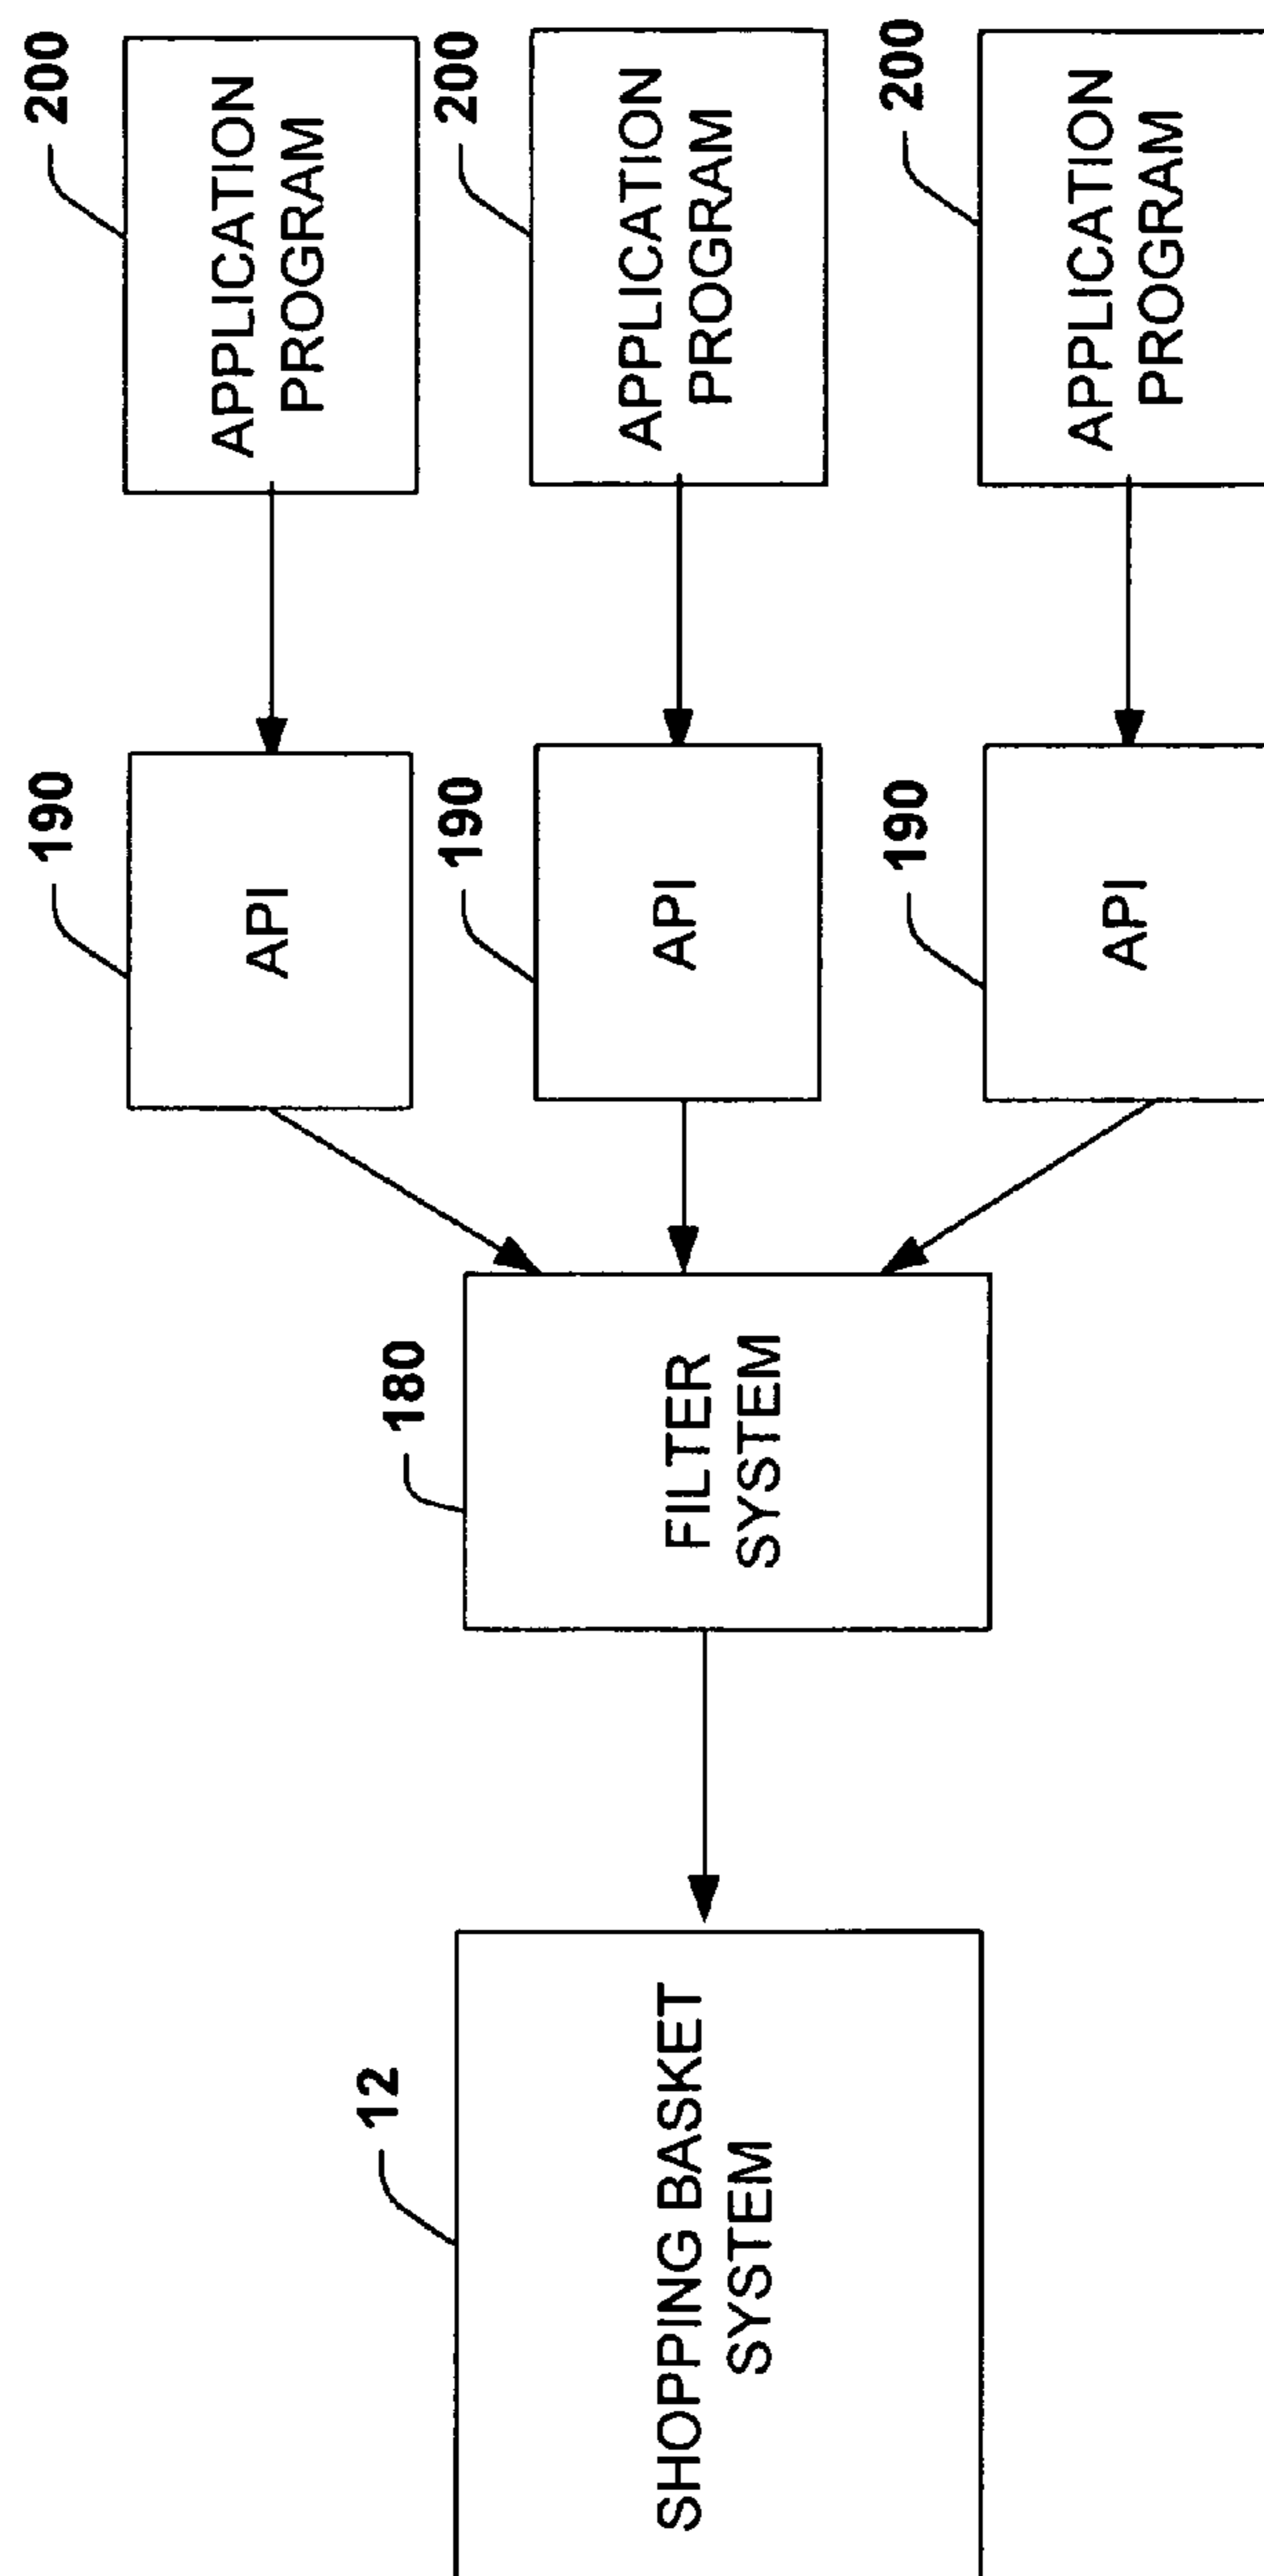 200
APPLICATION
PROGRAM
190
API
200
APPLICATION
PROGRAM
190
API
200
APPLICATION
PROGRAM
190
API
180
FILTER
SYSTEM
12
SHOPPING BASKET
SYSTEM